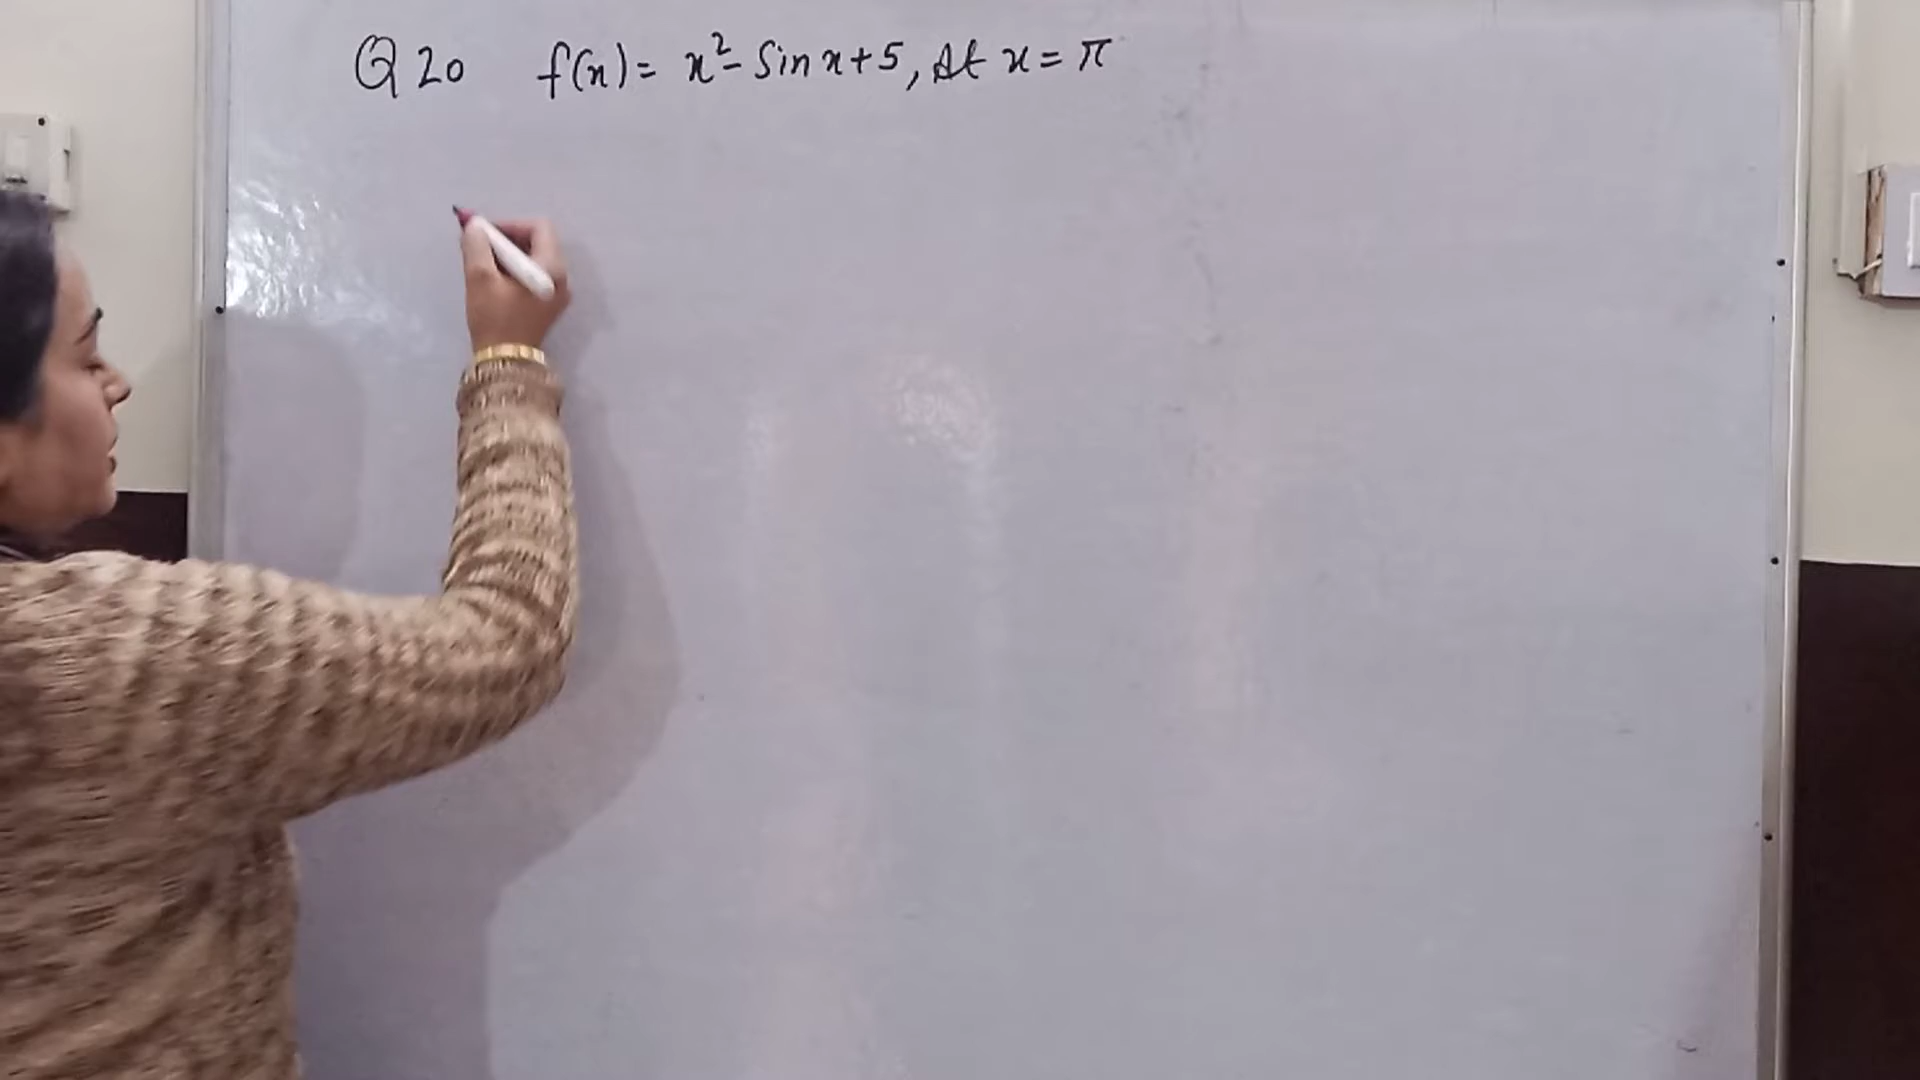 Q 20 f(x) = x² - Sin x + 5, At x = π